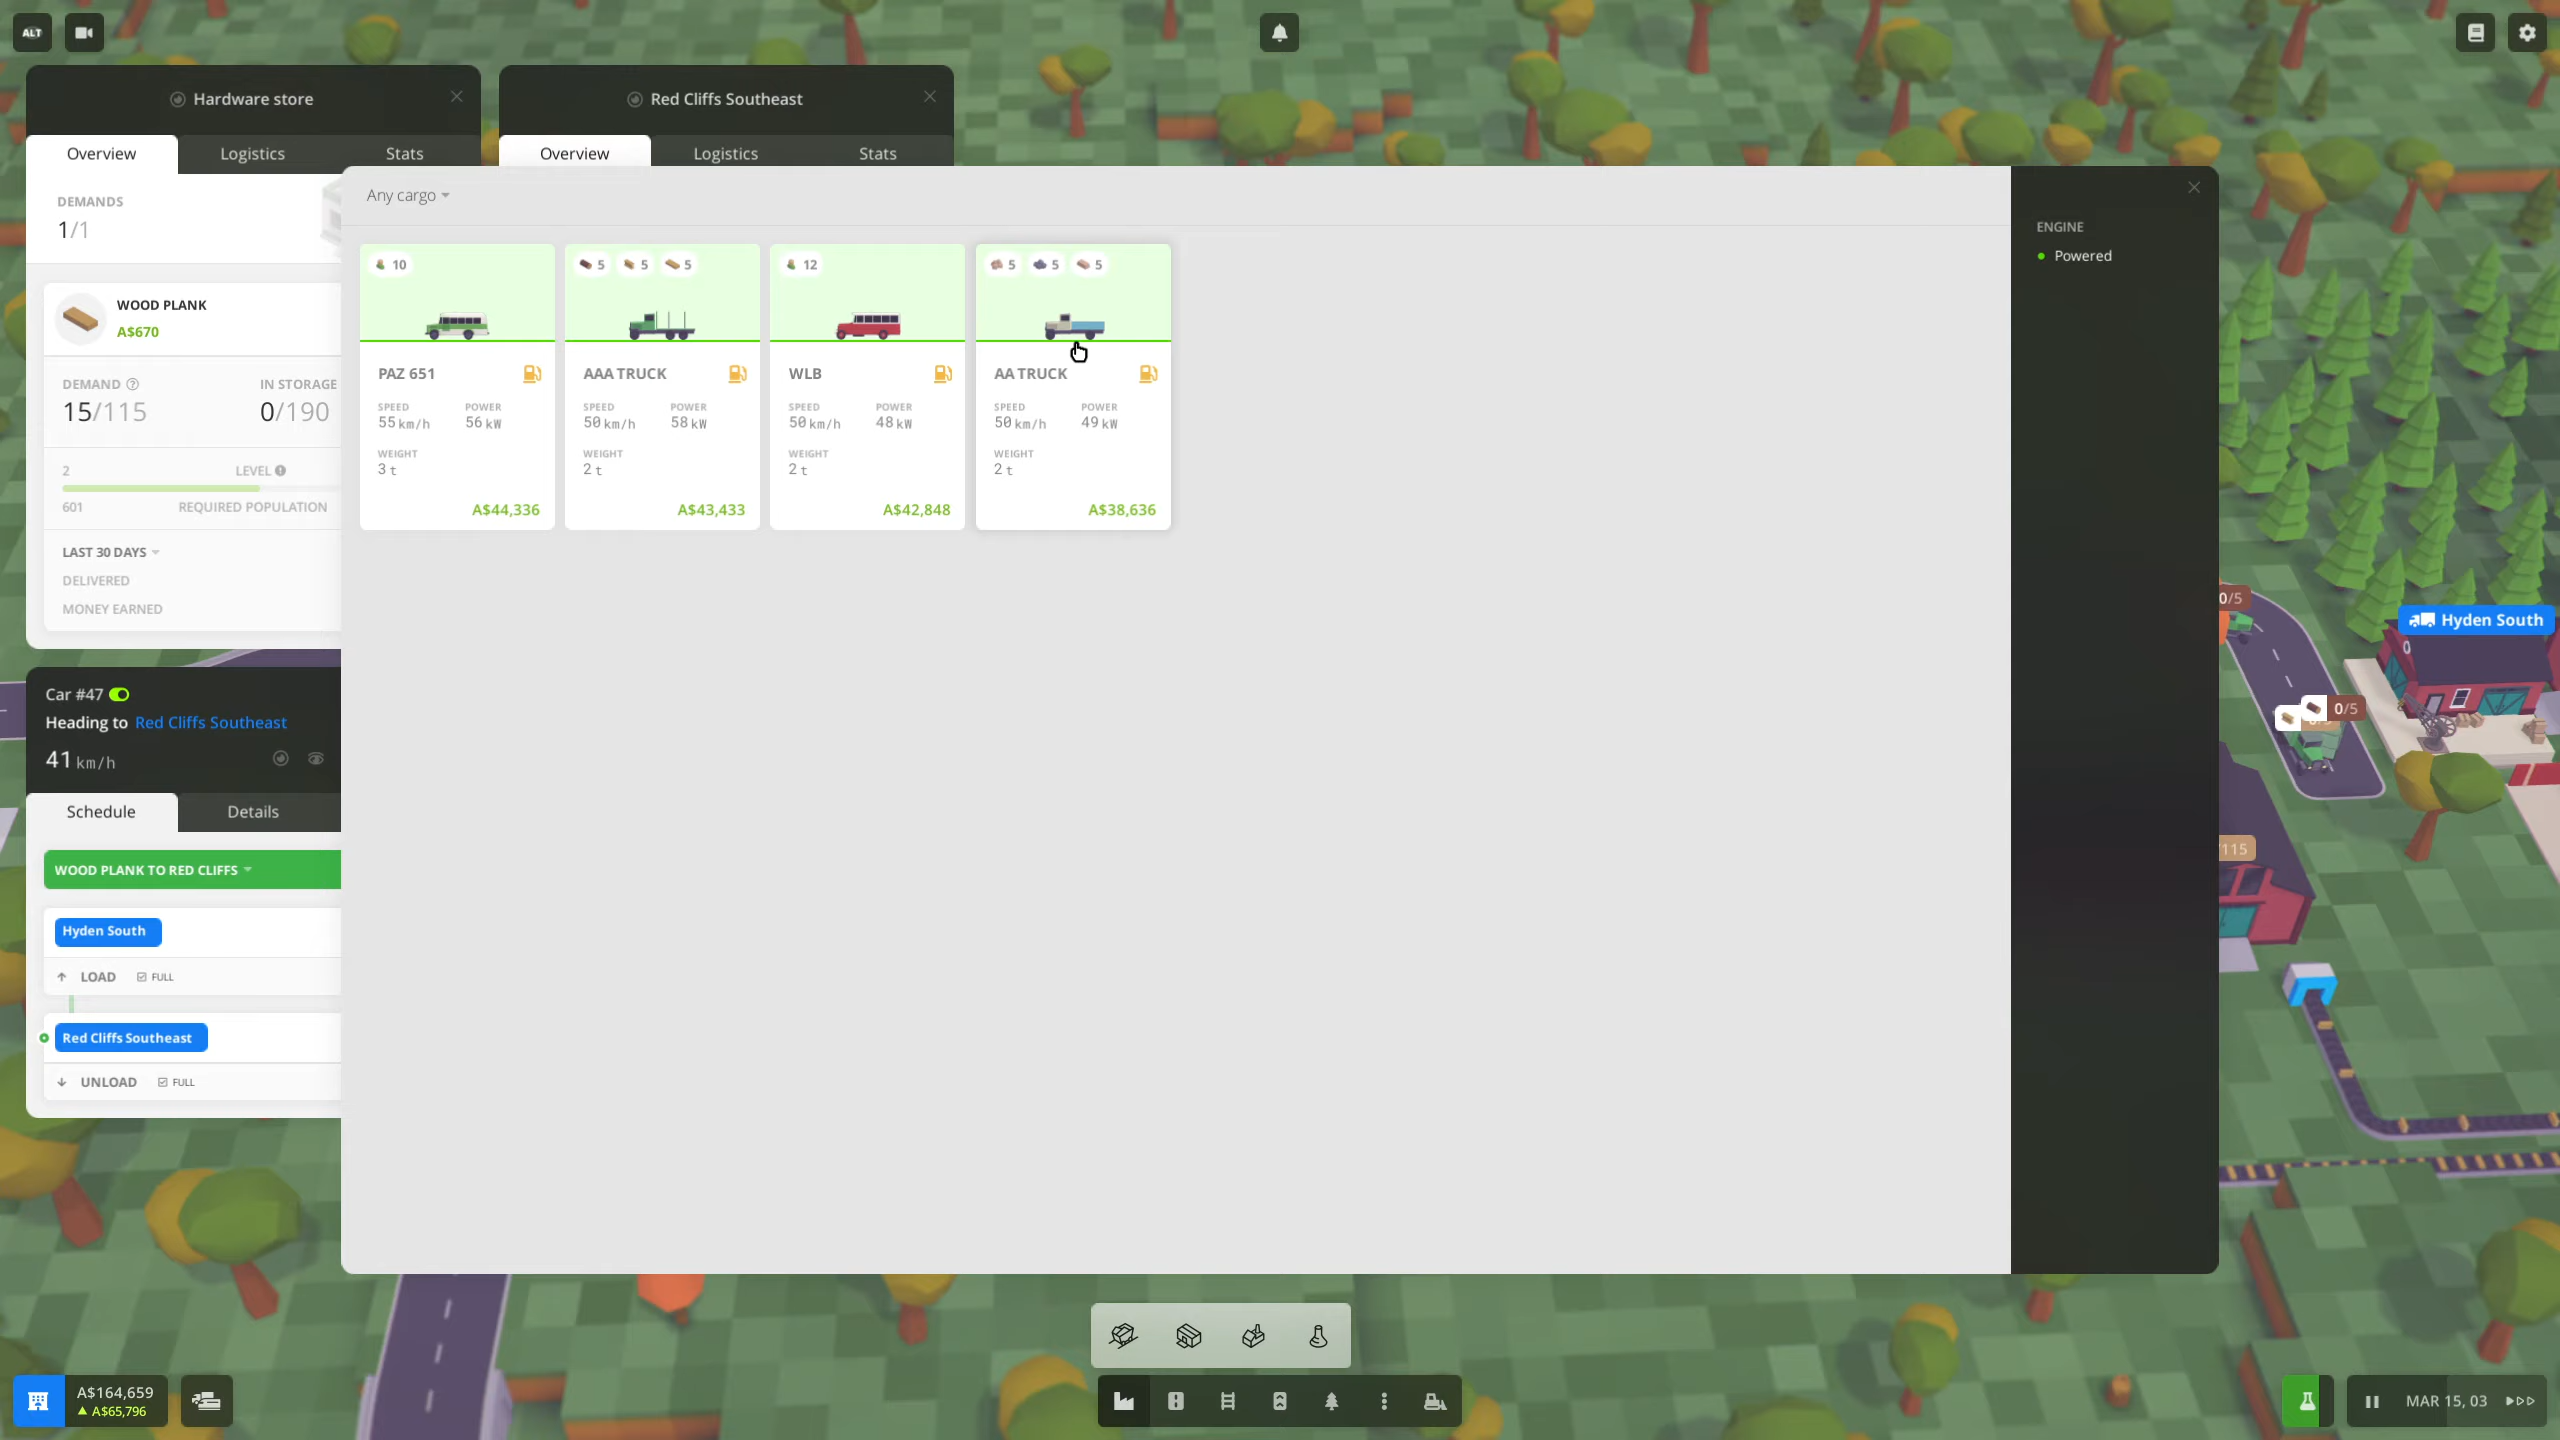 ALT
Hardware store
Overview
Logistics
Stats
DEMANDS
1/1
WOOD PLANK
A$670
DEMAND
15/115
IN STORAGE
0/190
2
LEVEL
601
REQUIRED POPULATION
LAST 30 DAYS
DELIVERED
MONEY EARNED
Red Cliffs Southeast
Overview
Logistics
Stats
Car #47
Heading to Red Cliffs Southeast
41 km/h
Schedule
Details
WOOD PLANK TO RED CLIFFS
Hyden South
LOAD
FULL
Red Cliffs Southeast
UNLOAD
FULL
Any cargo
10
PAZ 651
SPEED
55 km/h
POWER
56 kW
WEIGHT
3 t
A$44,336
5 5 5
AAA TRUCK
SPEED
50 km/h
POWER
58 kW
WEIGHT
2 t
A$43,433
12
WLB
SPEED
50 km/h
POWER
48 kW
WEIGHT
2 t
A$42,848
5 5 5
AA TRUCK
SPEED
50 km/h
POWER
49 kW
WEIGHT
2 t
A$38,636
ENGINE
Powered
0/5
Hyden South
0/5
/115
A$164,659
A$65,796
MAR 15, 03